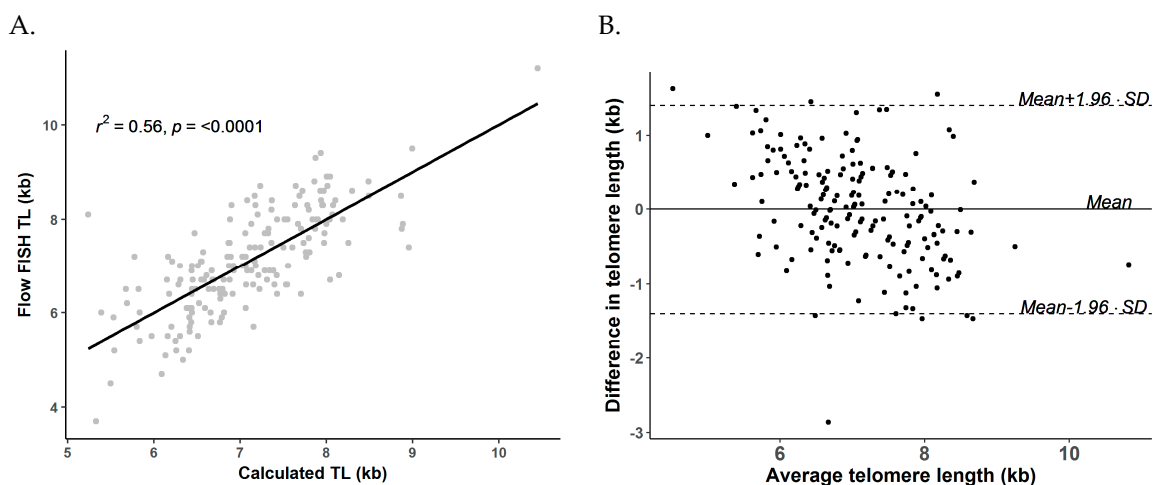 A.
B.
r² = 0.56, p = <0.0001
10
8
6
4
Flow FISH TL (kb)
5
6
7
8
9
10
Calculated TL (kb)
Mean+1.96 · SD
Mean
Mean-1.96 · SD
1
0
-1
-2
-3
Difference in telomere length (kb)
6
8
10
Average telomere length (kb)